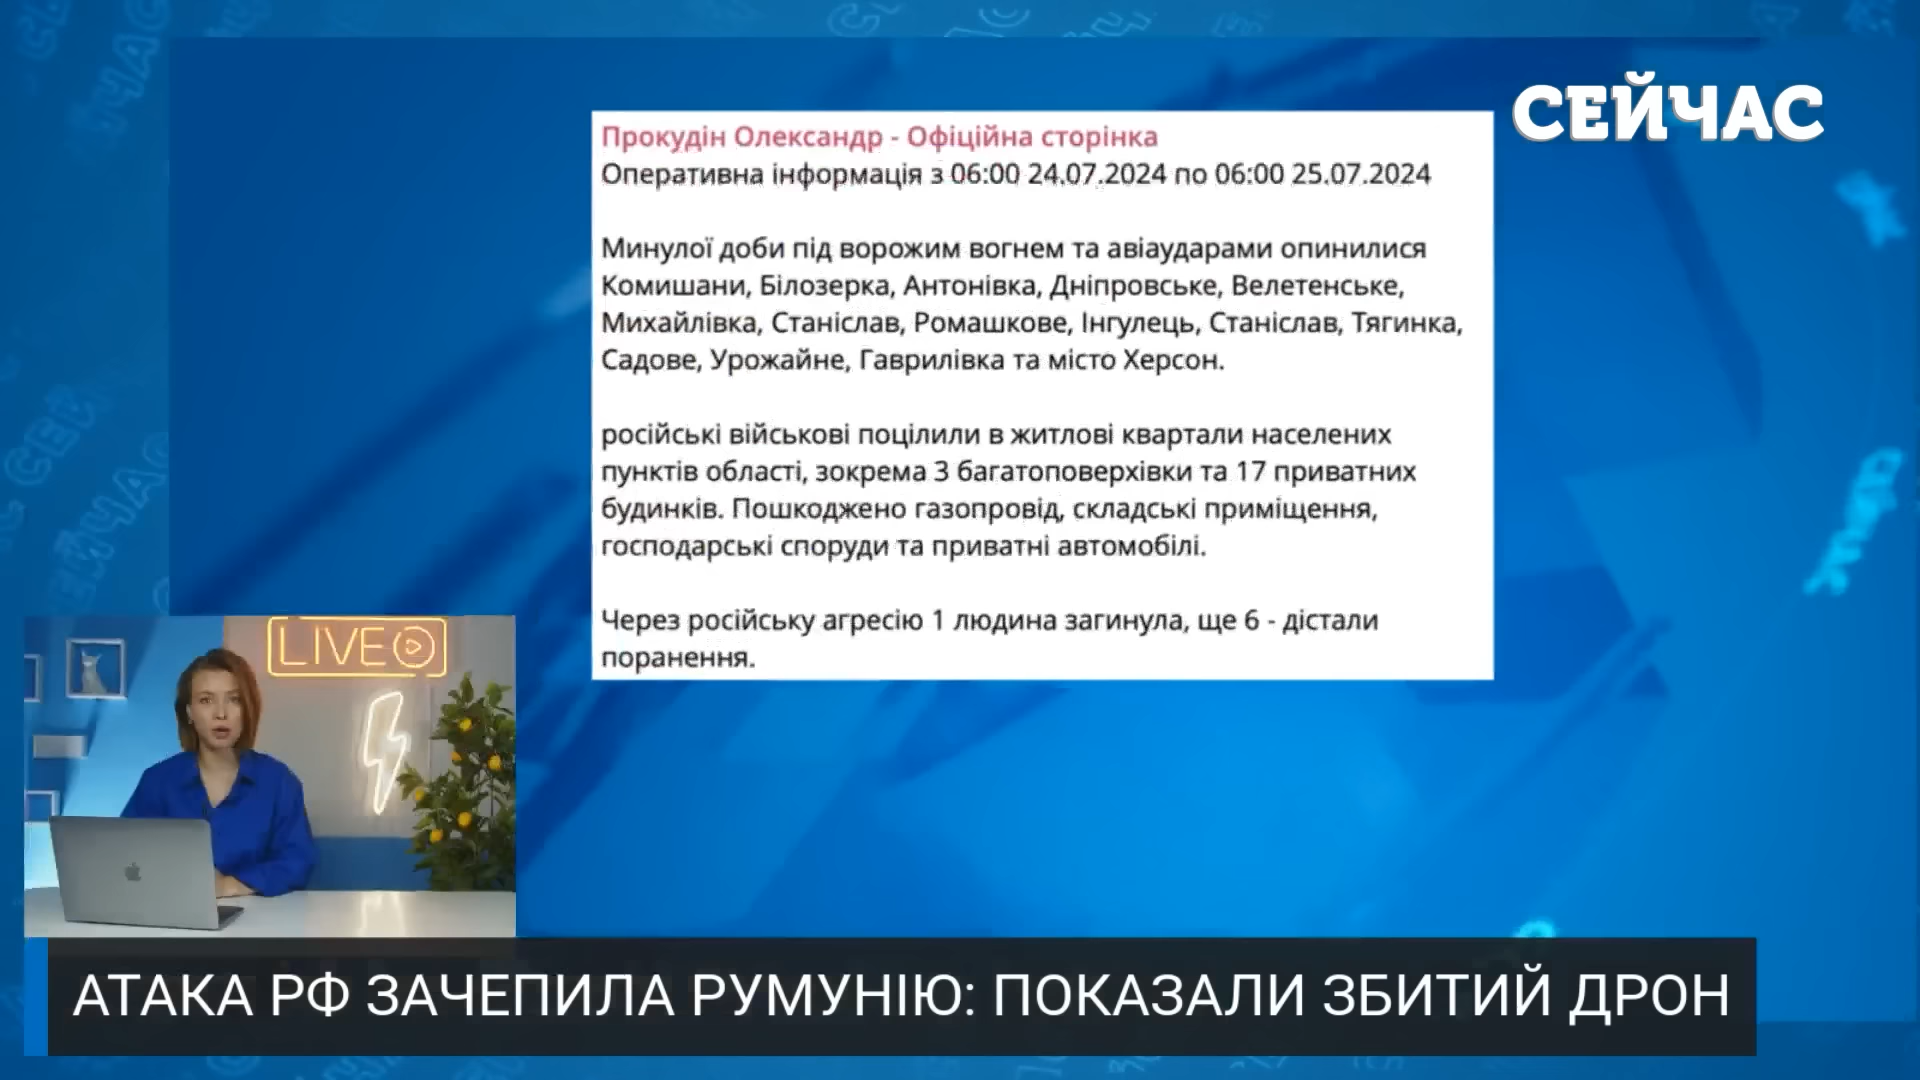 СЕЙЧАС
Прокудін Олександр - Офіційна сторінка
Оперативна інформація з 06:00 24.07.2024 по 06:00 25.07.2024
Минулої доби під ворожим вогнем та авіаударами опинилися
Комишани, Білозерка, Антонівка, Дніпровське, Велетенське,
Михайлівка, Станіслав, Ромашкове, Інгулець, Станіслав, Тягинка,
Садове, Урожайне, Гаврилівка та місто Херсон.
російські військові поцілили в житлові квартали населених
пунктів області, зокрема 3 багатоповерхівки та 17 приватних
будинків. Пошкоджено газопровід, складські приміщення,
господарські споруди та приватні автомобілі.
Через російську агресію 1 людина загинула, ще 6 - дістали
поранення.
LIVE
АТАКА РФ ЗАЧЕПИЛА РУМУНІЮ: ПОКАЗАЛИ ЗБИТИЙ ДРОН